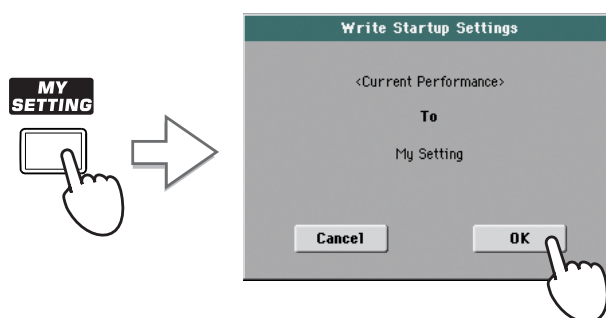 MY
SETTING
Write Startup Settings
<Current Performance>
To
My Setting
Cancel
OK